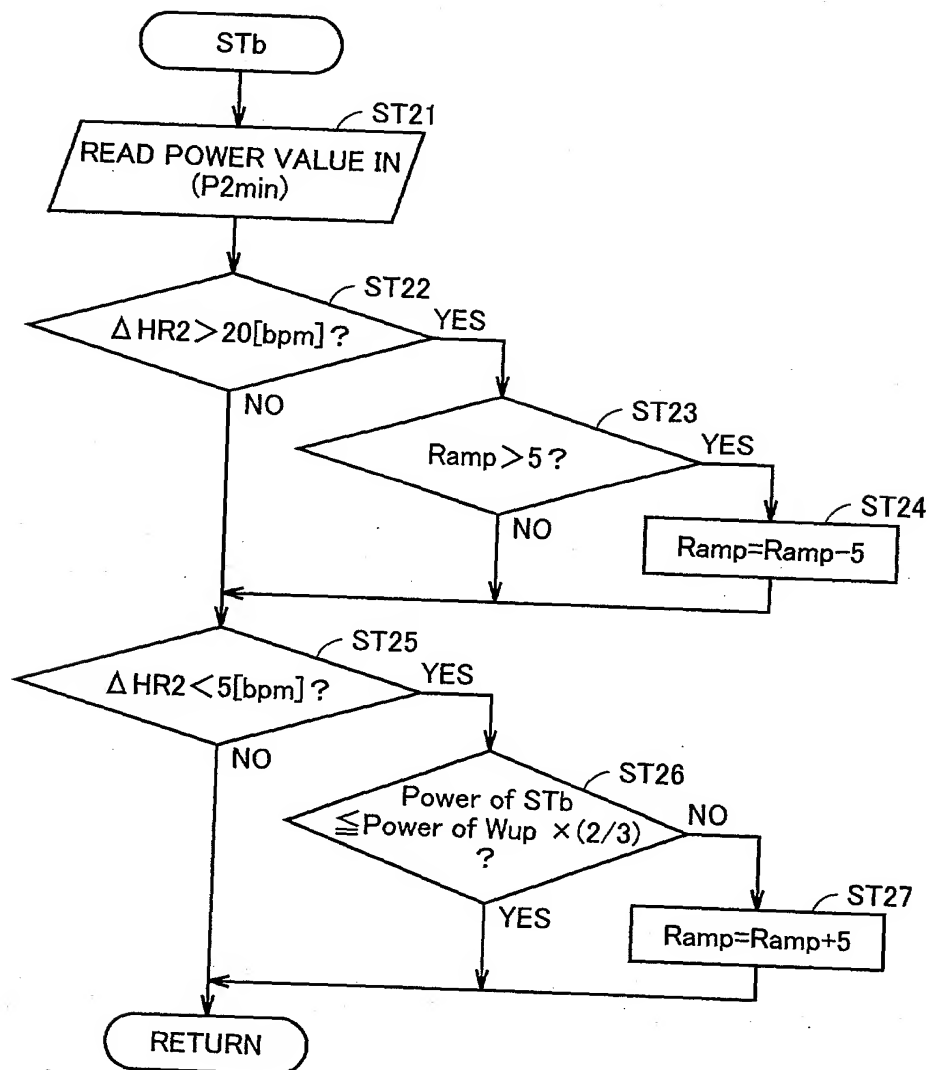 STb
ST21
READ POWER VALUE IN
(P2min)
ST22
ΔHR2>20[bpm]?
YES
NO
ST23
Ramp>5?
YES
NO
ST24
Ramp=Ramp-5
ST25
ΔHR2<5[bpm]?
YES
NO
ST26
Power of STb
≦Power of Wup ×(2/3)
?
NO
YES
ST27
Ramp=Ramp+5
RETURN